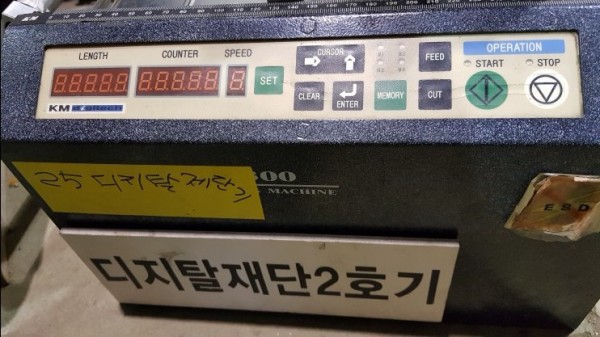 LENGTH COUNTER SPEED
CURSOR
FEED
OPERATION
START STOP
SET
CLEAR
ENTER
MEMORY
CUT
KM digitech
25 디지탈 재단기
MACHINE
ESD
디지탈재단2호기